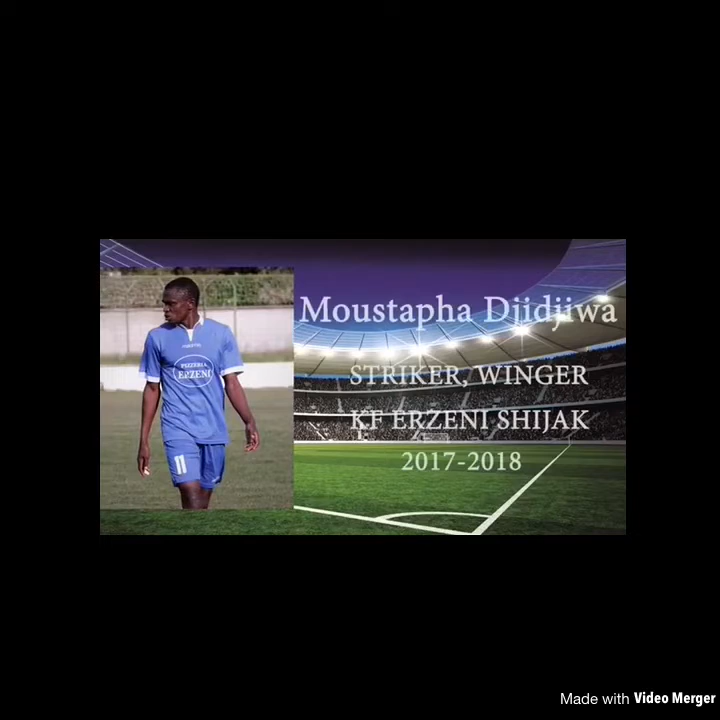 Moustapha Djidjiwa
STRIKER, WINGER
KF ERZENI SHIJAK
2017-2018
PIZZERIA
ERZENI
11
Made with Video Merger